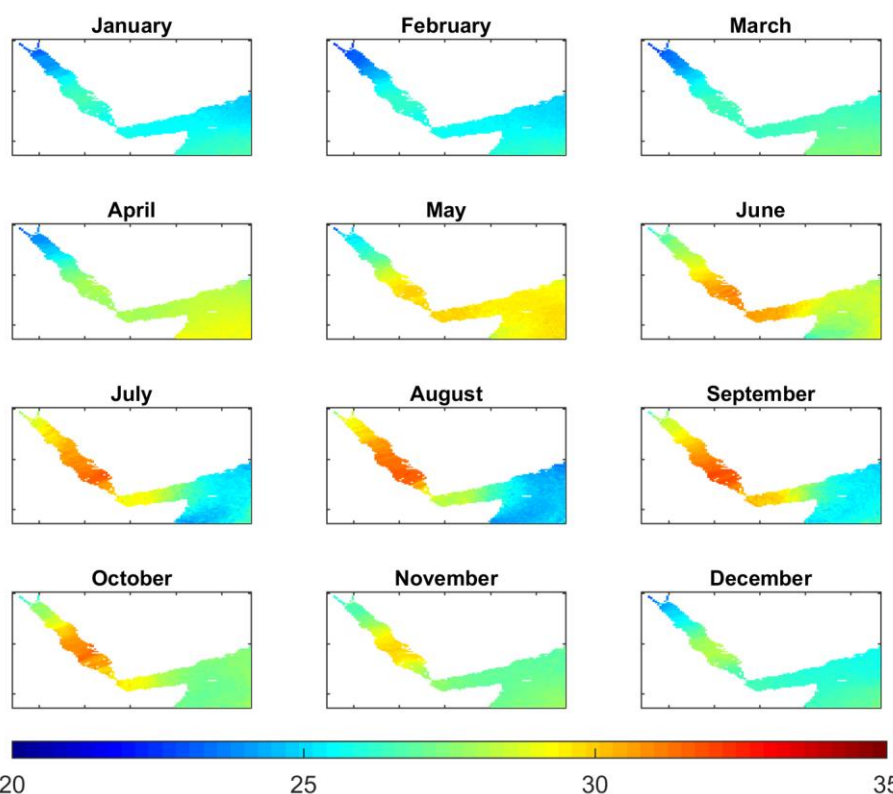 January February March
April May June
July August September
October November December
20 25 30 35